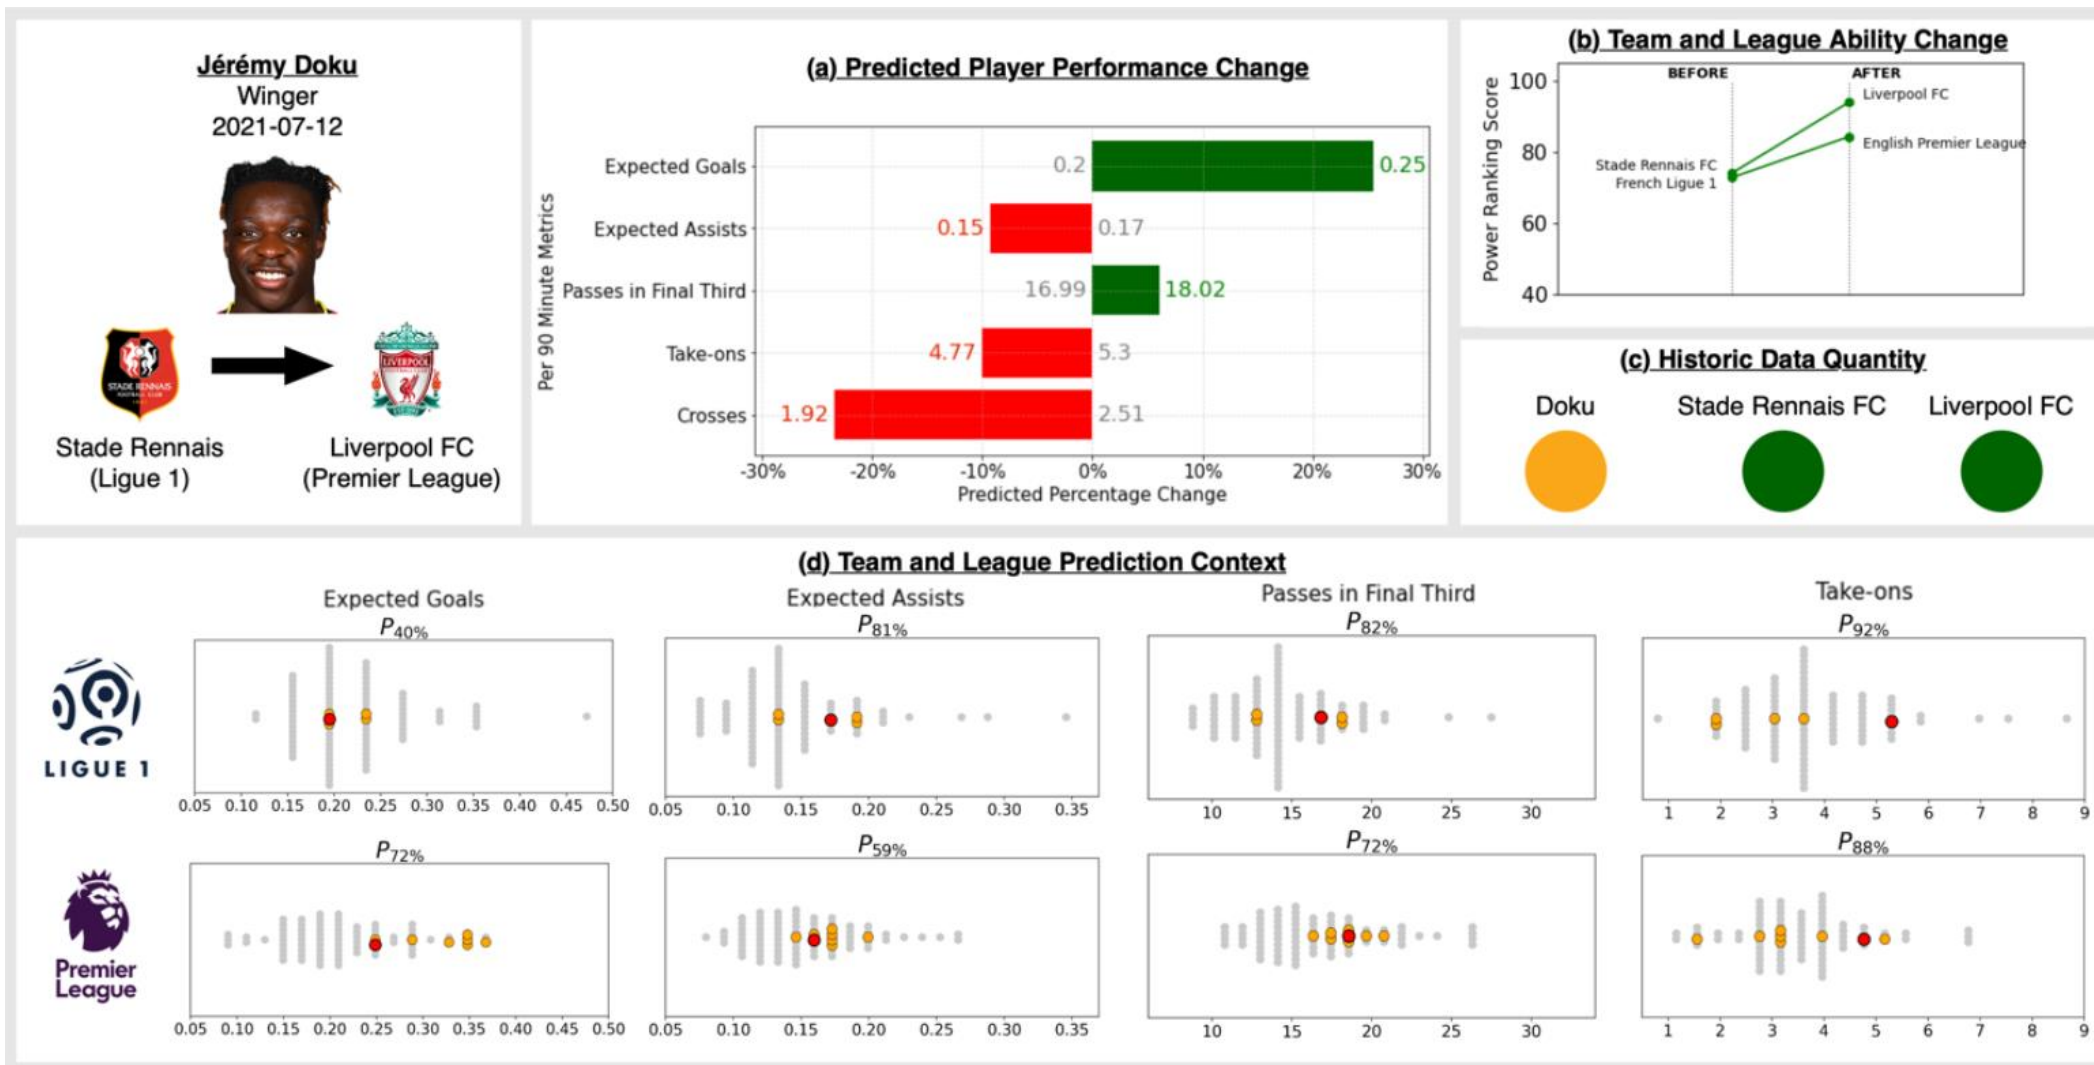 Jérémy Doku
Winger
2021-07-12
STADE RENNAIS
FOOTBALL CLUB
LIVERPOOL
Stade Rennais
(Ligue 1)
Liverpool FC
(Premier League)
(a) Predicted Player Performance Change
Per 90 Minute Metrics
Expected Goals
0.2
0.25
Expected Assists
0.15
0.17
Passes in Final Third
16.99
18.02
Take-ons
4.77
5.3
Crosses
1.92
2.51
-30% -20% -10% 0% 10% 20% 30%
Predicted Percentage Change
(b) Team and League Ability Change
Power Ranking Score
100
80
60
40
BEFORE
AFTER
Liverpool FC
English Premier League
Stade Rennais FC
French Ligue 1
(c) Historic Data Quantity
Doku Stade Rennais FC Liverpool FC
(d) Team and League Prediction Context
Expected Goals Expected Assists Passes in Final Third Take-ons
P40% P81% P82% P92%
LIGUE 1
0.05 0.10 0.15 0.20 0.25 0.30 0.35 0.40 0.45 0.50
0.05 0.10 0.15 0.20 0.25 0.30 0.35
10 15 20 25 30
1 2 3 4 5 6 7 8 9
P72% P59% P72% P88%
Premier
League
0.05 0.10 0.15 0.20 0.25 0.30 0.35 0.40 0.45 0.50
0.05 0.10 0.15 0.20 0.25 0.30 0.35
10 15 20 25 30
1 2 3 4 5 6 7 8 9